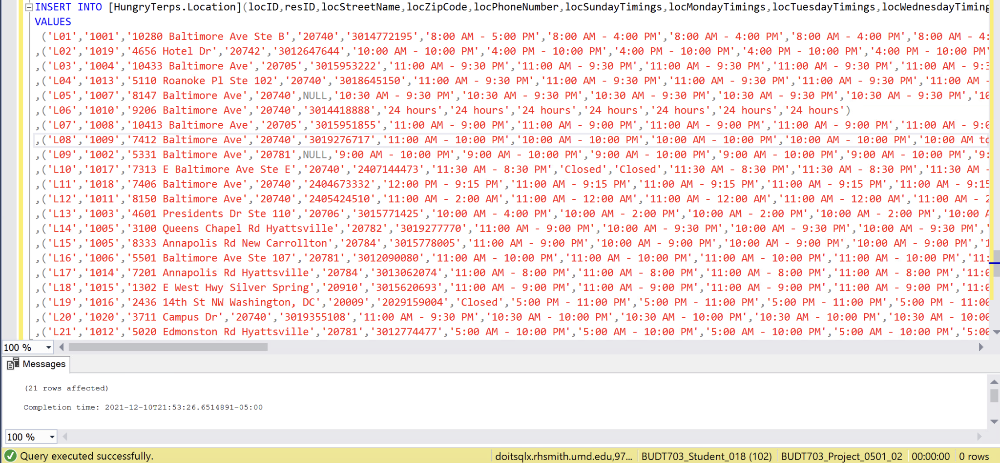 INSERT INTO [HungryTerps.Location](locID,resID,locStreetName,locZipCode,locPhoneNumber,locSundayTimings,locMondayTimings,locTuesdayTimings,locWednesdayTiming
VALUES
('L01','1001','10280 Baltimore Ave Ste B','20740','3014772195','8:00 AM - 5:00 PM','8:00 AM - 4:00 PM','8:00 AM - 4:00 PM','8:00 AM - 4:00 PM','8:00 AM - 4:
,('L02','1019','4656 Hotel Dr','20742','3012647644','10:00 AM - 10:00 PM','4:00 PM - 10:00 PM','4:00 PM - 10:00 PM','4:00 PM - 10:00 PM','4:00 PM - 10:00 PM'
,('L03','1004','10433 Baltimore Ave','20705','3015953222','11:00 AM - 9:30 PM','11:00 AM - 9:30 PM','11:00 AM - 9:30 PM','11:00 AM - 9:30 PM','11:00 AM - 9:3
,('L04','1013','5110 Roanoke Pl Ste 102','20740','3018645150','11:00 AM - 9:30 PM','11:00 AM - 9:30 PM','11:00 AM - 9:30 PM','11:00 AM - 9:30 PM','11:00 AM -
,('L05','1007','8147 Baltimore Ave','20740',NULL,'10:30 AM - 9:30 PM','10:30 AM - 9:30 PM','10:30 AM - 9:30 PM','10:30 AM - 9:30 PM','10:30 AM - 9:30 PM','10
,('L06','1010','9206 Baltimore Ave','20740','3014418888','24 hours','24 hours','24 hours','24 hours','24 hours','24 hours','24 hours')
,('L07','1008','10413 Baltimore Ave','20705','3015951855','11:00 AM - 9:00 PM','11:00 AM - 9:00 PM','11:00 AM - 9:00 PM','11:00 AM - 9:00 PM','11:00 AM - 9:0
,('L08','1009','7412 Baltimore Ave','20740','3019276717','11:00 AM - 10:00 PM','10:00 AM - 10:00 PM','10:00 AM - 10:00 PM','10:00 AM - 10:00 PM','10:00 AM to
,('L09','1002','5331 Baltimore Ave','20781',NULL,'9:00 AM - 10:00 PM','9:00 AM - 10:00 PM','9:00 AM - 10:00 PM','9:00 AM - 10:00 PM','9:00 AM - 10:00 PM','9:
,('L10','1017','7313 E Baltimore Ave Ste E','20740','2407144473','11:30 AM - 8:30 PM','Closed','Closed','11:30 AM - 8:30 PM','11:30 AM - 8:30 PM','11:30 AM -
,('L11','1018','7406 Baltimore Ave','20740','2404673332','12:00 PM - 9:15 PM','11:00 AM - 9:15 PM','11:00 AM - 9:15 PM','11:00 AM - 9:15 PM','11:00 AM - 9:15
,('L12','1011','8150 Baltimore Ave','20740','2405424510','11:00 AM - 2:00 AM','11:00 AM - 12:00 AM','11:00 AM - 12:00 AM','11:00 AM - 12:00 AM','11:00 AM - 2
,('L13','1003','4601 Presidents Dr Ste 110','20706','3015771425','10:00 AM - 4:00 PM','10:00 AM - 2:00 PM','10:00 AM - 2:00 PM','10:00 AM - 2:00 PM','10:00 A
,('L14','1005','3100 Queens Chapel Rd Hyattsville','20782','3019277770','11:00 AM - 9:00 PM','10:00 AM - 9:30 PM','10:00 AM - 9:30 PM','10:00 AM - 9:30 PM','
,('L15','1005','8333 Annapolis Rd New Carrollton','20784','3015778005','11:00 AM - 9:00 PM','10:00 AM - 9:00 PM','10:00 AM - 9:00 PM','10:00 AM - 9:00 PM','1
,('L16','1006','5501 Baltimore Ave Ste 107','20781','3012090080','11:00 AM - 10:00 PM','11:00 AM - 10:00 PM','11:00 AM - 10:00 PM','11:00 AM - 10:00 PM','11:
,('L17','1014','7201 Annapolis Rd Hyattsville','20784','3013062074','11:00 AM - 8:00 PM','11:00 AM - 8:00 PM','11:00 AM - 8:00 PM','11:00 AM - 8:00 PM','11:0
,('L18','1015','1302 E West Hwy Silver Spring','20910','3015620693','11:00 AM - 9:00 PM','11:00 AM - 9:00 PM','11:00 AM - 9:00 PM','11:00 AM - 9:00 PM','11:0
,('L19','1016','2436 14th St NW Washington, DC','20009','2029159004','Closed','5:00 PM - 11:00 PM','5:00 PM - 11:00 PM','5:00 PM - 11:00 PM','5:00 PM - 11:00
,('L20','1020','3711 Campus Dr','20740','3019355108','11:00 AM - 9:30 PM','10:30 AM - 10:00 PM','10:30 AM - 10:00 PM','10:30 AM - 10:00 PM','10:30 AM - 10:00
,('L21','1012','5020 Edmonston Rd Hyattsville','20781','3012774477','5:00 AM - 10:00 PM','5:00 AM - 10:00 PM','5:00 AM - 10:00 PM','5:00 AM - 10:00 PM','5:00
100 %
Messages
(21 rows affected)
Completion time: 2021-12-10T21:53:26.6514891-05:00
100 %
Query executed successfully.
doitsqlx.rhsmith.umd.edu,97...
BUDT703_Student_018 (102)
BUDT703_Project_0501_02
00:00:00
0 rows